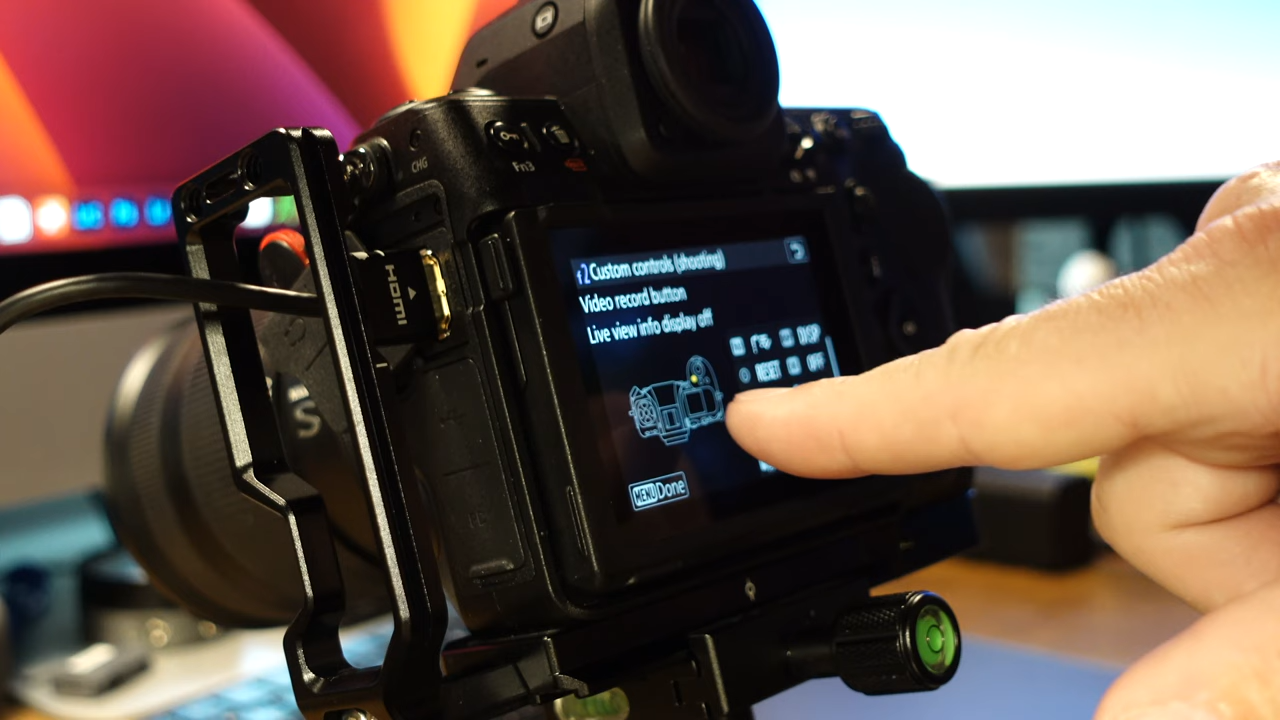 Fn3
CHG
HDMI
S
f2 Custom controls (shooting)
Video record button
Live view info display off
DISP
RESET OFF
MENU Done